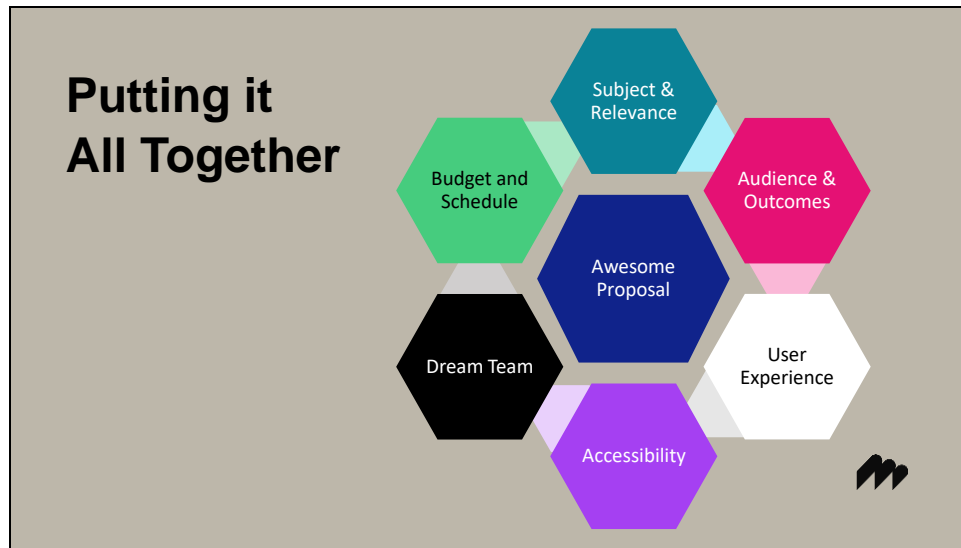 Putting it
All Together
Subject &
Relevance
Audience &
Outcomes
User
Experience
Accessibility
Dream Team
Budget and
Schedule
Awesome
Proposal